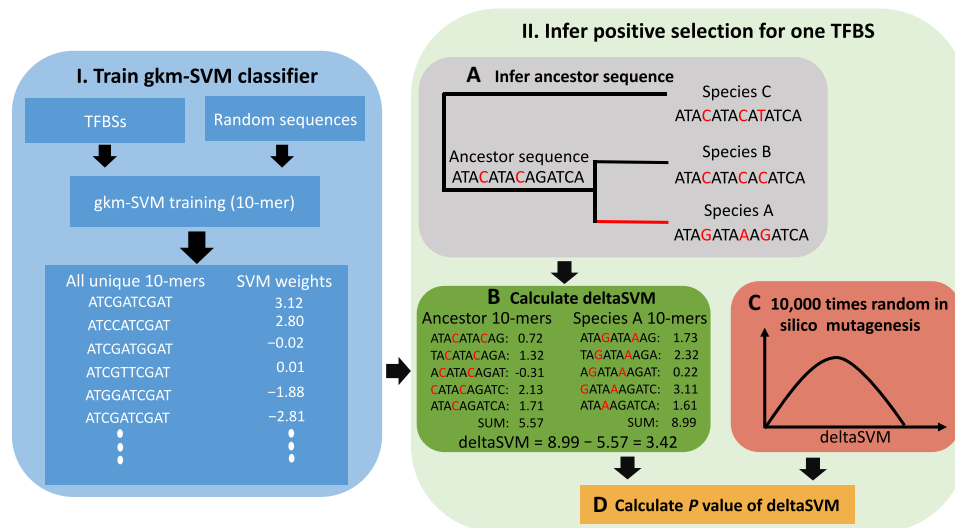 I. Train gkm-SVM classifier
TFBSs
Random sequences
gkm-SVM training (10-mer)
All unique 10-mers SVM weights
ATCGATCGAT 3.12
ATCCATCGAT 2.80
ATCGATGGAT −0.02
ATCGTTCGAT 0.01
ATGGATCGAT −1.88
ATCGATCGAT −2.81
II. Infer positive selection for one TFBS
A Infer ancestor sequence
Species C
ATACATACATATCA
Ancestor sequence
ATACATACAGATCA
Species B
ATACATACACATCA
Species A
ATAGATAAAGATCA
B Calculate deltaSVM
Ancestor 10-mers Species A 10-mers
ATACATACAG: 0.72 ATAGATAAAG: 1.73
TACATACAGA: 1.32 TAGATAAAGA: 2.32
ACATACAGAT: -0.31 AGATAAAGAT: 0.22
CATACAGATC: 2.13 GATAAAGATC: 3.11
ATACAGATCA: 1.71 ATAAAGATCA: 1.61
SUM: 5.57 SUM: 8.99
deltaSVM = 8.99 − 5.57 = 3.42
C 10,000 times random in
silico mutagenesis
deltaSVM
D Calculate P value of deltaSVM